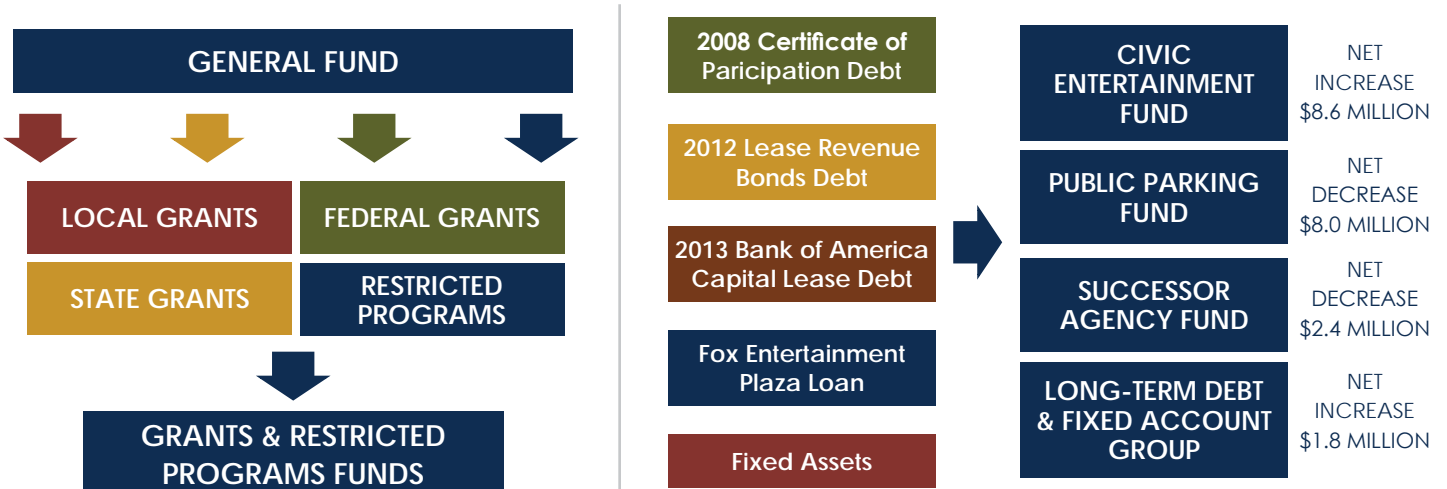 GENERAL FUND
LOCAL GRANTS
FEDERAL GRANTS
STATE GRANTS
RESTRICTED
PROGRAMS
GRANTS & RESTRICTED
PROGRAMS FUNDS
2008 Certificate of
Paricipation Debt
2012 Lease Revenue
Bonds Debt
2013 Bank of America
Capital Lease Debt
Fox Entertainment
Plaza Loan
Fixed Assets
CIVIC
ENTERTAINMENT
FUND
NET
INCREASE
$8.6 MILLION
PUBLIC PARKING
FUND
NET
DECREASE
$8.0 MILLION
SUCCESSOR
AGENCY FUND
NET
DECREASE
$2.4 MILLION
LONG-TERM DEBT
& FIXED ACCOUNT
GROUP
NET
INCREASE
$1.8 MILLION